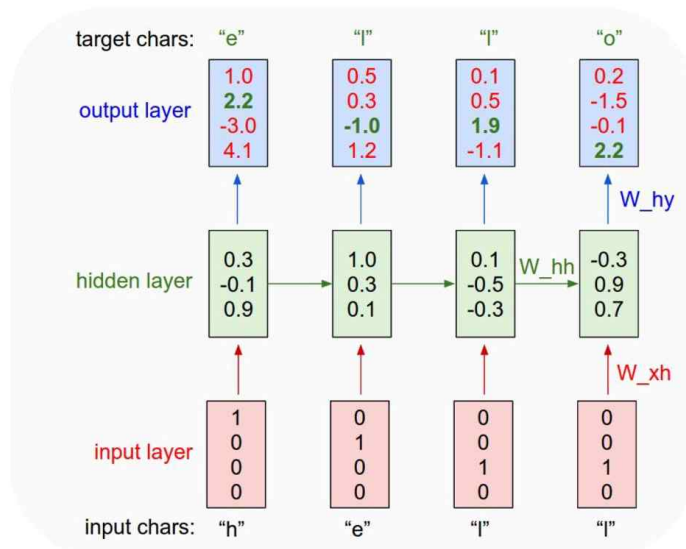 target chars: “e” “l” “l” “o”
1.0 0.5 0.1 0.2
2.2 0.3 0.5 -1.5
output layer
-3.0 -1.0 1.9 -0.1
4.1 1.2 -1.1 2.2
W_hy
0.3 1.0 0.1 -0.3
W_hh
hidden layer -0.1 0.3 -0.5 0.9
0.9 0.1 -0.3 0.7
W_xh
1 0 0 0
0 1 0 0
input layer
0 0 1 1
0 0 0 0
input chars: “h” “e” “l” “l”